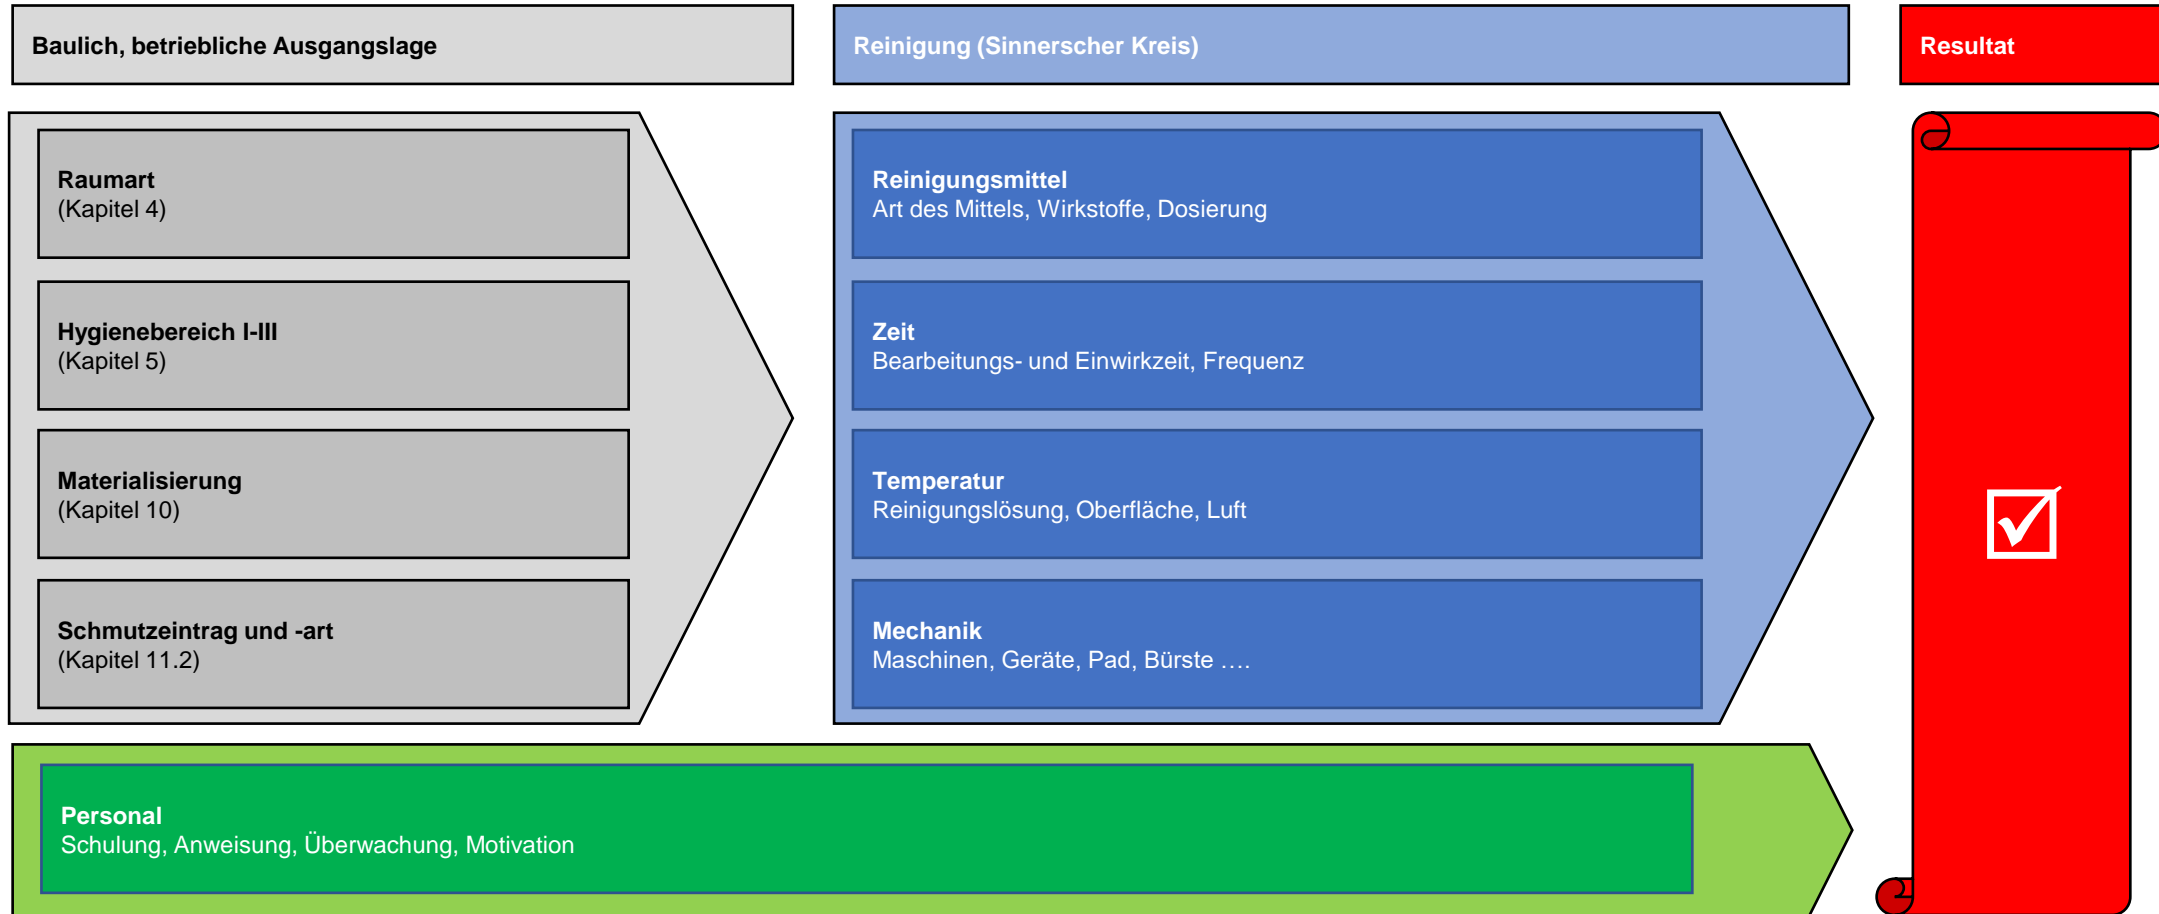 Baulich, betriebliche Ausgangslage
Reinigung (Sinnerscher Kreis)
Resultat
Raumart
(Kapitel 4)
Hygienebereich I-III
(Kapitel 5)
Materialisierung
(Kapitel 10)
Schmutzeintrag und -art
(Kapitel 11.2)
Reinigungsmittel
Art des Mittels, Wirkstoffe, Dosierung
Zeit
Bearbeitungs- und Einwirkzeit, Frequenz
Temperatur
Reinigungslösung, Oberfläche, Luft
Mechanik
Maschinen, Geräte, Pad, Bürste ….
Personal
Schulung, Anweisung, Überwachung, Motivation